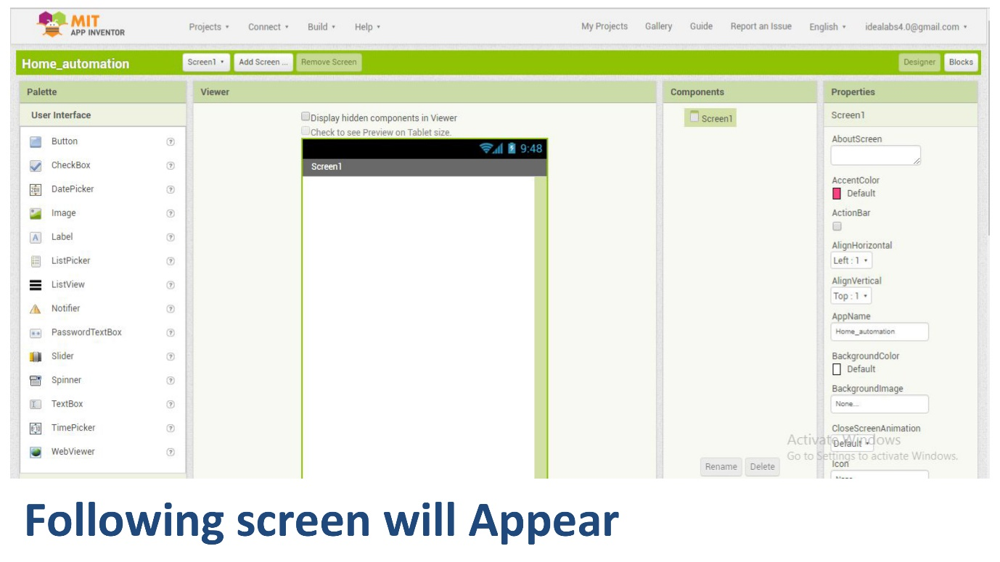 MIT
APP INVENTOR
Projects Connect Build Help My Projects Gallery Guide Report an Issue English idealabs4.0@gmail.com
Home_automation Screen1 Add Screen ... Remove Screen Designer Blocks
Palette
User Interface
Button
CheckBox
DatePicker
Image
Label
ListPicker
ListView
Notifier
PasswordTextBox
Slider
Spinner
TextBox
TimePicker
WebViewer
Viewer
Display hidden components in Viewer
Check to see Preview on Tablet size.
9:48
Screen1
Components
Screen1
Rename Delete
Properties
Screen1
AboutScreen
AccentColor
Default
ActionBar
AlignHorizontal
Left : 1
AlignVertical
Top : 1
AppName
Home_automation
BackgroundColor
Default
BackgroundImage
None...
CloseScreenAnimation
Default
Icon
Activate Windows
Go to Settings to activate Windows.
Following screen will Appear